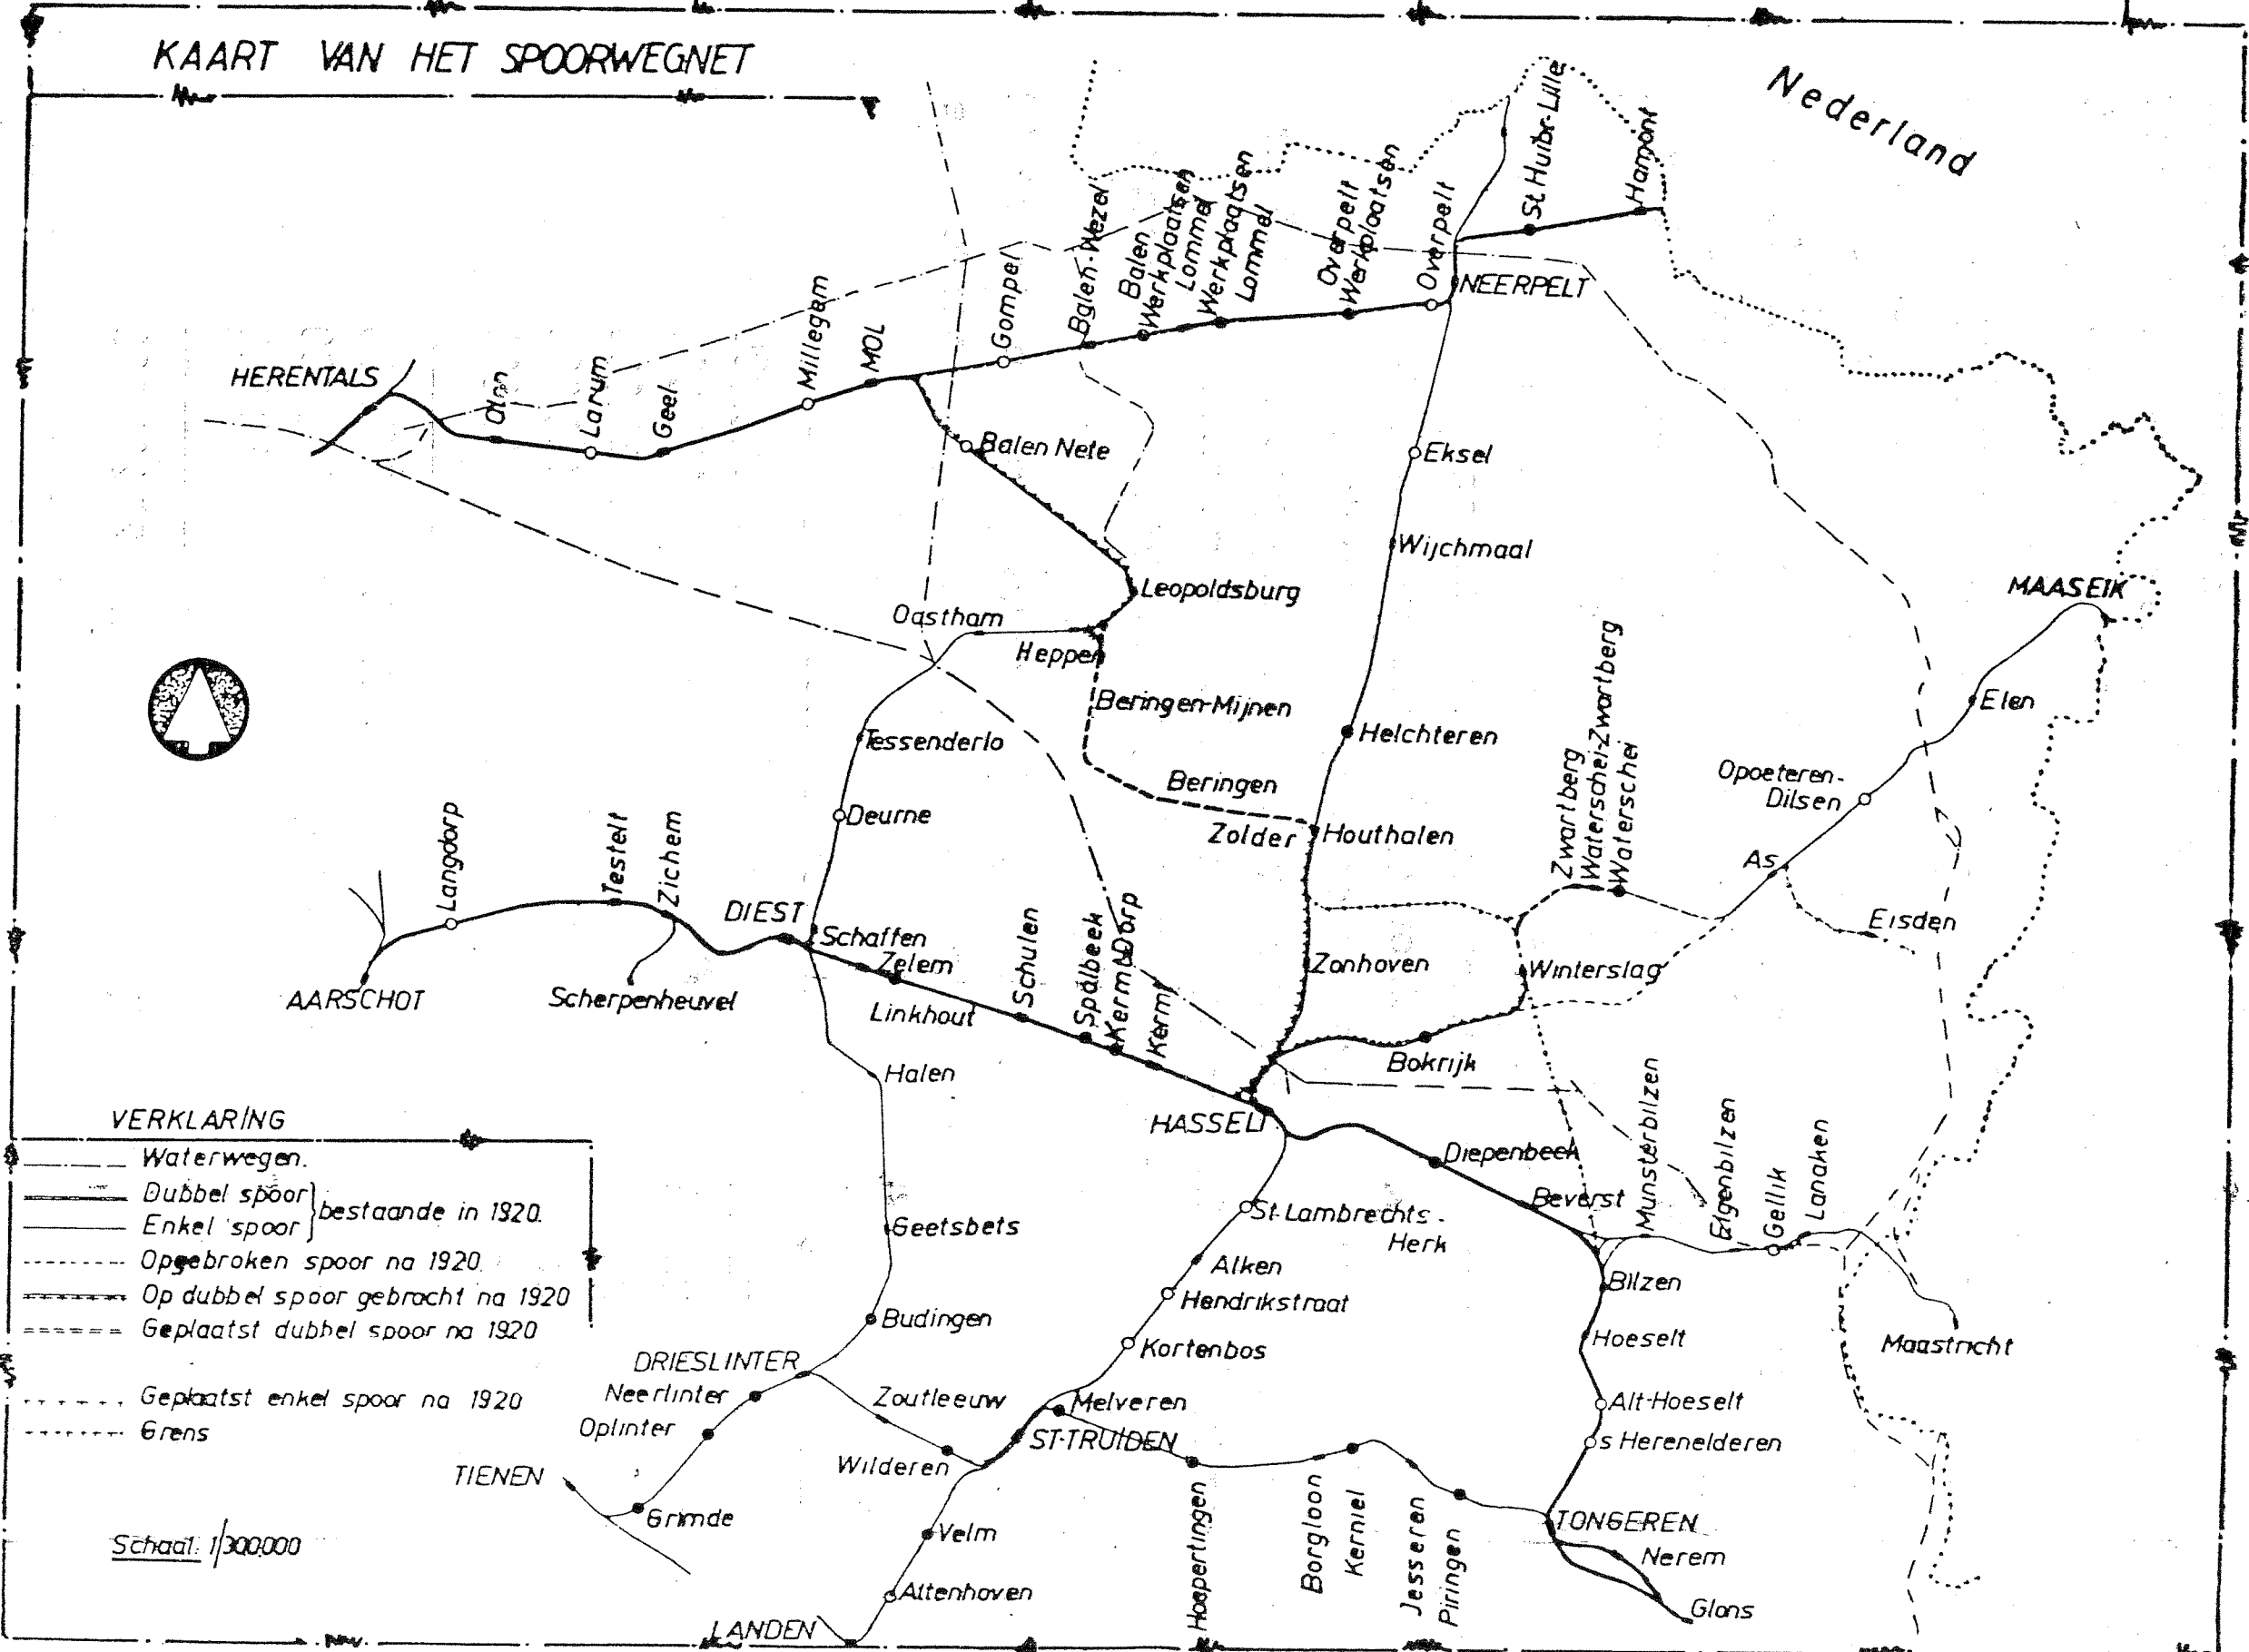 KAART VAN HET SPOORWEGNET
Nederland
St. Huibr.-Lille
Hamont
Overpelt
Werkplaatsen
Overpelt
NEERPELT
Balen
Werkplaatsen
Lommel
Werkplaatsen
Lommel
Balen-Wezel
Gompel
MOL
Millegem
Geel
Larum
Olen
HERENTALS
Balen Nete
Eksel
Wijchmaal
Leopoldsburg
Oostham
Heppen
MAASEIK
Elen
Beringen-Mijnen
Tessenderlo
Helchteren
Beringen
Deurne
Zolder
Houthalen
Zwartberg
Waterschei-Zwartberg
Waterschei
Opoeteren-
Dilsen
As
Eisden
Langdorp
Testelt
Zichem
DIEST
Schaffen
Zelem
Linkhout
Schulen
Spalbeek
Kermt-Dorp
Kermt
Zonhoven
Winterslag
AARSCHOT
Scherpenheuvel
Halen
Bokrijk
HASSELT
Diepenbeek
Beverst
Munsterbilzen
Eigenbilzen
Gellik
Lanaken
VERKLARING
Waterwegen.
Dubbel spoor
Enkel spoor
bestaande in 1920.
Opgebroken spoor na 1920.
Op dubbel spoor gebracht na 1920
Geplaatst dubbel spoor na 1920
Geplaatst enkel spoor na 1920
Grens
Geetsbets
St-Lambrechts-
Herk
Alken
Hendrikstraat
Kortenbos
Bilzen
Hoeselt
Maastricht
Budingen
DRIESLINTER
Neerlinter
Oplinter
Zoutleeuw
Melveren
ST-TRUIDEN
Wilderen
Alt-Hoeselt
s Herenelderen
TIENEN
Grimde
Velm
Attenhoven
LANDEN
Hoepertingen
Borgloon
Kerniel
Jesseren
Piringen
TONGEREN
Nerem
Glons
Schaal: 1/300.000